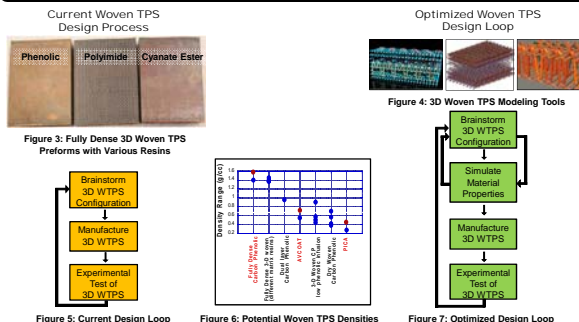 Current Woven TPS
Design Process
Phenolic
Polyimide
Cyanate Ester
Figure 3: Fully Dense 3D Woven TPS
Preforms with Various Resins
Optimized Woven TPS
Design Loop
Figure 4: 3D Woven TPS Modeling Tools
Brainstorm
3D WTPS
Configuration
Manufacture
3D WTPS
Experimental
Test of
3D WTPS
Figure 5: Current Design Loop
Density Range (g/cc)
1.6
1.4
1.2
1.0
0.8
0.6
0.4
0.2
Fully Dense
Carbon Phenolic
Fully Dense 3-D woven
(different matrix resins)
Dual layer
Carbon Phenolic
AVCOAT
3-D Woven CP
low phenolic infusion
Dry Woven
Carbon Phenolic
PICA
Figure 6: Potential Woven TPS Densities
Brainstorm
3D WTPS
Configuration
Simulate
Material
Properties
Manufacture
3D WTPS
Experimental
Test of
3D WTPS
Figure 7: Optimized Design Loop